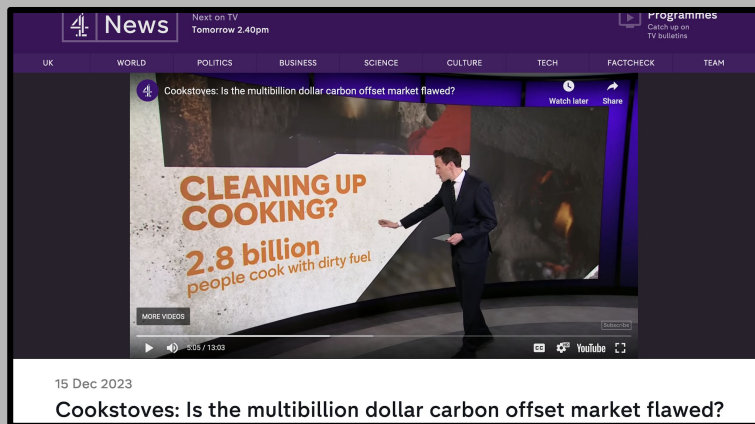 4 News
Next on TV
Tomorrow 2.40pm
Programmes
Catch up on
TV bulletins
UK WORLD POLITICS BUSINESS SCIENCE CULTURE TECH FACTCHECK TEAM
4 Cookstoves: Is the multibillion dollar carbon offset market flawed?
Watch later Share
CLEANING UP
COOKING?
2.8 billion
people cook with dirty fuel
MORE VIDEOS
Subscribe
5:05 / 13:03
CC HD YouTube
15 Dec 2023
Cookstoves: Is the multibillion dollar carbon offset market flawed?